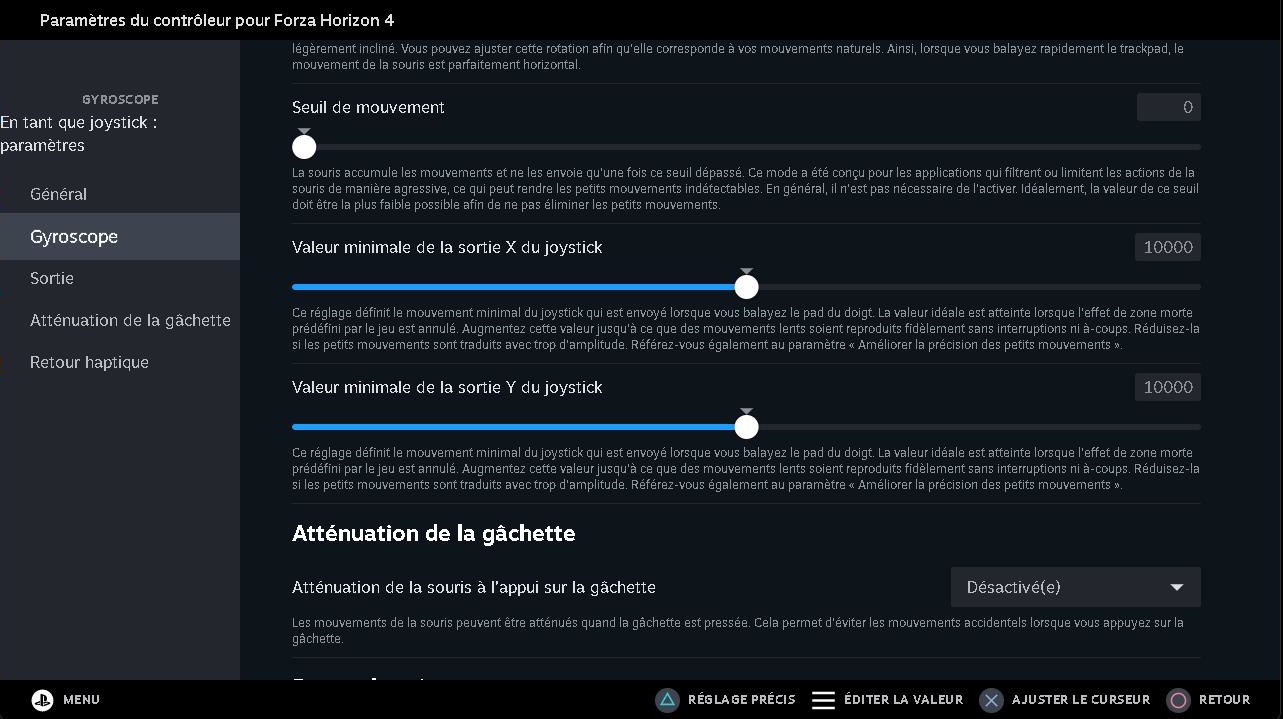 Paramètres du contrôleur pour Forza Horizon 4
GYROSCOPE
En tant que joystick :
paramètres
Général
Gyroscope
Sortie
Atténuation de la gâchette
Retour haptique
légèrement incliné. Vous pouvez ajuster cette rotation afin qu'elle corresponde à vos mouvements naturels. Ainsi, lorsque vous balayez rapidement le trackpad, le
mouvement de la souris est parfaitement horizontal.
Seuil de mouvement
0
La souris accumule les mouvements et ne les envoie qu'une fois ce seuil dépassé. Ce mode a été conçu pour les applications qui filtrent ou limitent les actions de la
souris de manière agressive, ce qui peut rendre les petits mouvements indétectables. En général, il n'est pas nécessaire de l'activer. Idéalement, la valeur de ce seuil
doit être la plus faible possible afin de ne pas éliminer les petits mouvements.
Valeur minimale de la sortie X du joystick
10000
Ce réglage définit le mouvement minimal du joystick qui est envoyé lorsque vous balayez le pad du doigt. La valeur idéale est atteinte lorsque l'effet de zone morte
prédéfini par le jeu est annulé. Augmentez cette valeur jusqu'à ce que des mouvements lents soient reproduits fidèlement sans interruptions ni à-coups. Réduisez-la
si les petits mouvements sont traduits avec trop d'amplitude. Référez-vous également au paramètre « Améliorer la précision des petits mouvements ».
Valeur minimale de la sortie Y du joystick
10000
Ce réglage définit le mouvement minimal du joystick qui est envoyé lorsque vous balayez le pad du doigt. La valeur idéale est atteinte lorsque l'effet de zone morte
prédéfini par le jeu est annulé. Augmentez cette valeur jusqu'à ce que des mouvements lents soient reproduits fidèlement sans interruptions ni à-coups. Réduisez-la
si les petits mouvements sont traduits avec trop d'amplitude. Référez-vous également au paramètre « Améliorer la précision des petits mouvements ».
Atténuation de la gâchette
Atténuation de la souris à l'appui sur la gâchette
Désactivé(e)
Les mouvements de la souris peuvent être atténués quand la gâchette est pressée. Cela permet d'éviter les mouvements accidentels lorsque vous appuyez sur la
gâchette.
MENU
RÉGLAGE PRÉCIS
ÉDITER LA VALEUR
AJUSTER LE CURSEUR
RETOUR